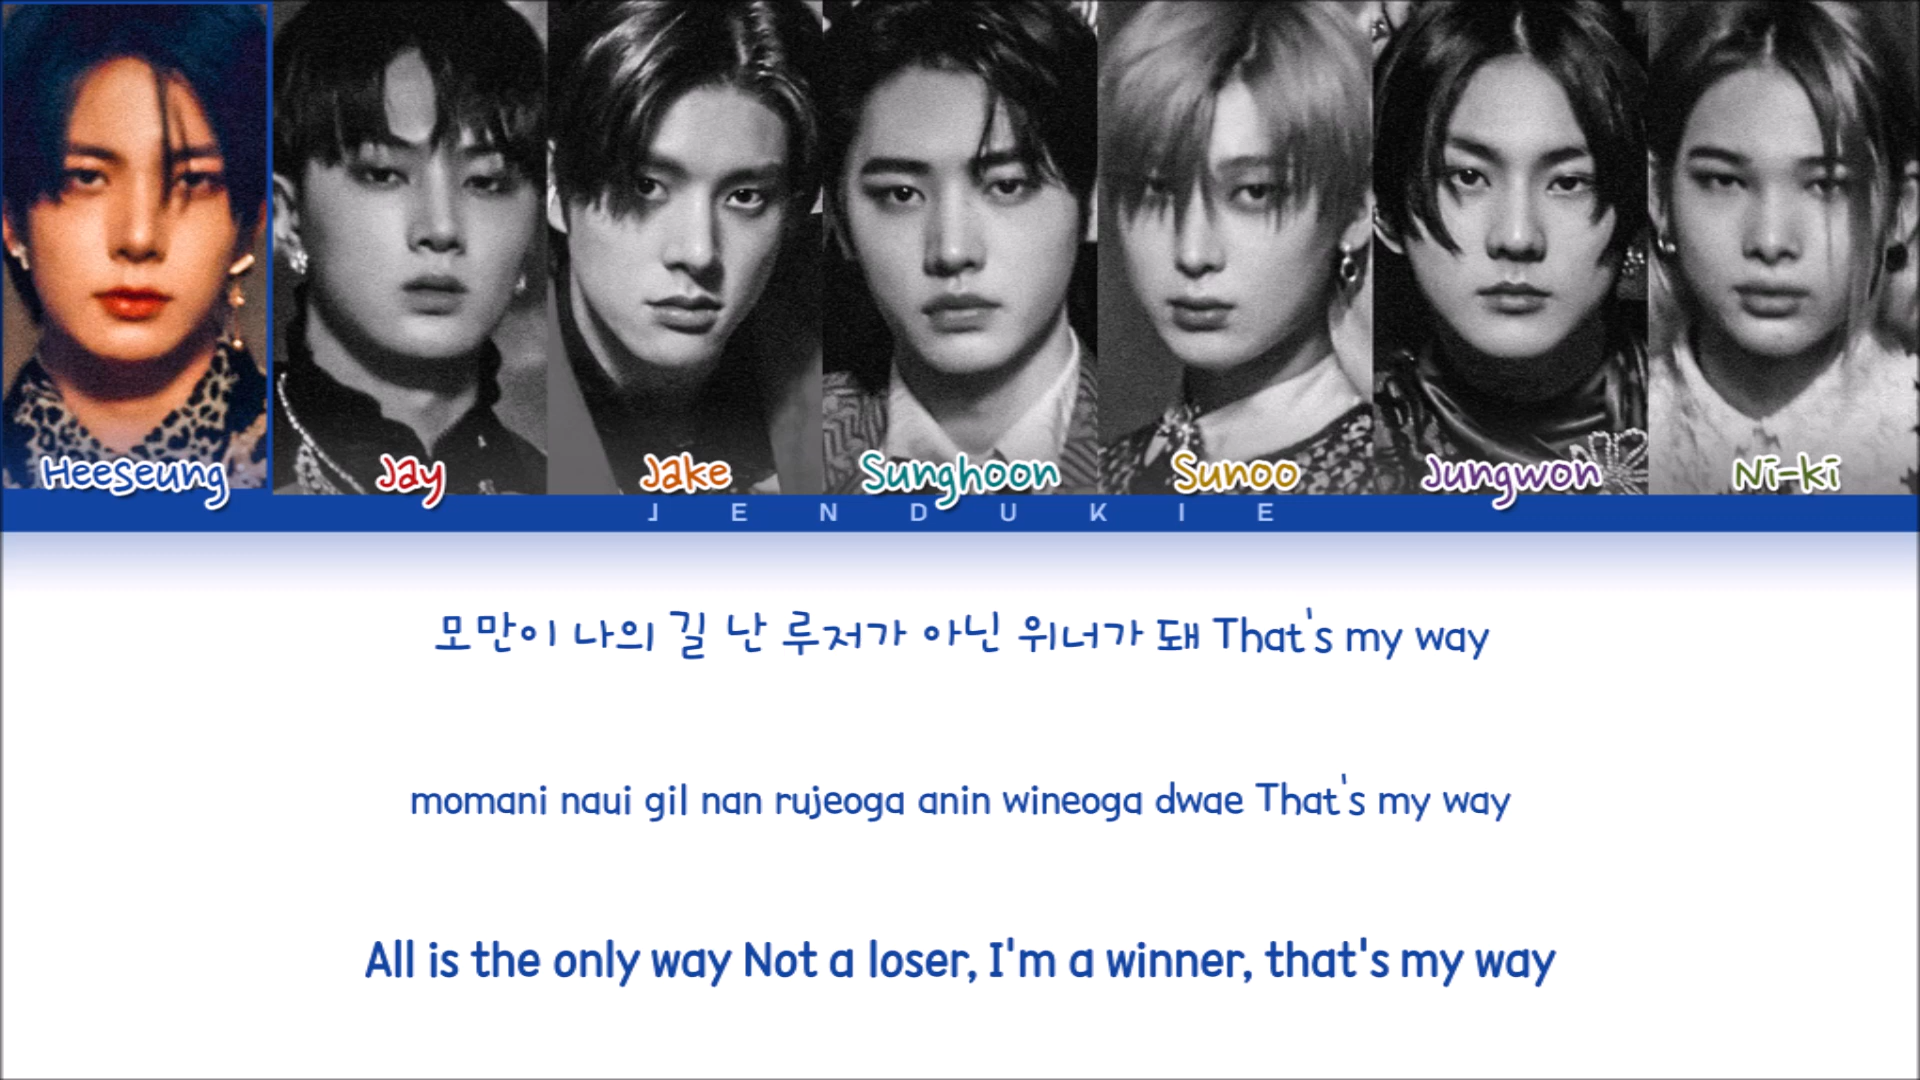 Heeseung Jay Jake Sunghoon Sunoo Jungwon Ni-ki
JENDUKIE
모만이 나의 길 난 루저가 아닌 위너가 돼 That's my way
momani naui gil nan rujeoga anin wineoga dwae That's my way
All is the only way Not a loser, I'm a winner, that's my way